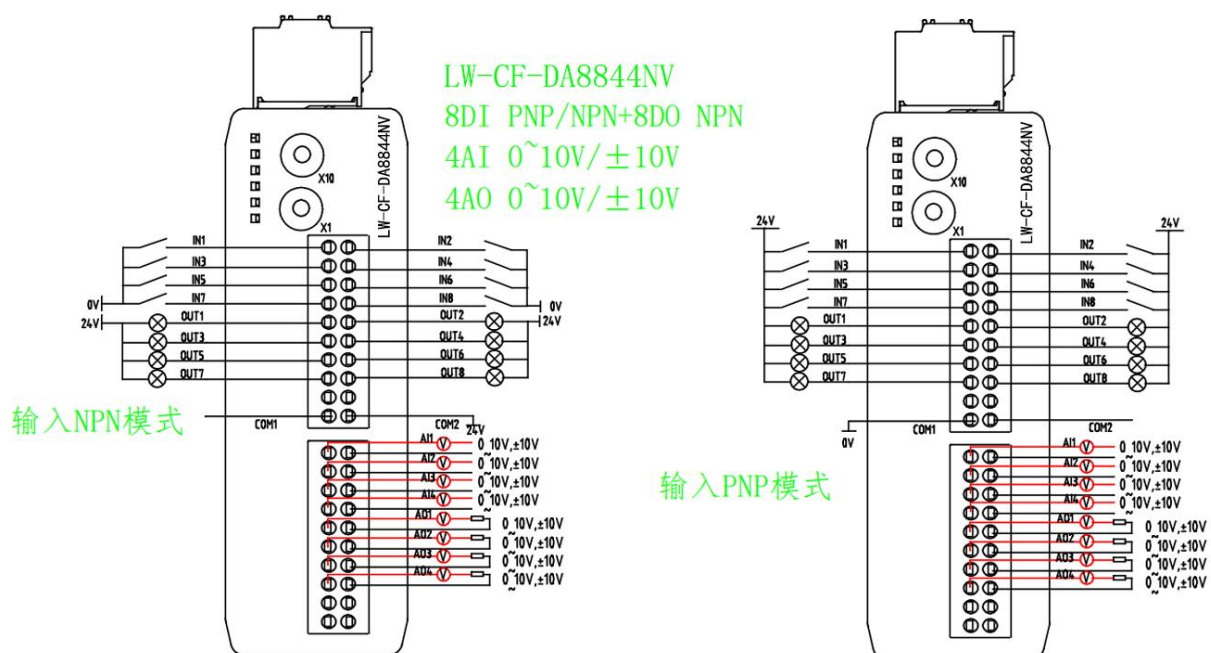 LW-CF-DA8844NV
8DI PNP/NPN+8DO NPN
4AI 0~10V/±10V
4AO 0~10V/±10V
LW-CF-DA8844NV
X10
X1
IN1
IN2
IN3
IN4
IN5
IN6
IN7
IN8
0V
0V
24V
24V
OUT1
OUT2
OUT3
OUT4
OUT5
OUT6
OUT7
OUT8
输入NPN模式
COM1
COM2
24V
AI1
0~10V,±10V
AI2
0~10V,±10V
AI3
0~10V,±10V
AI4
0~10V,±10V
AO1
0~10V,±10V
AO2
0~10V,±10V
AO3
0~10V,±10V
AO4
0~10V,±10V
LW-CF-DA8844NV
X10
X1
24V
24V
IN1
IN2
IN3
IN4
IN5
IN6
IN7
IN8
OUT1
OUT2
OUT3
OUT4
OUT5
OUT6
OUT7
OUT8
0V
COM1
COM2
输入PNP模式
AI1
0~10V,±10V
AI2
0~10V,±10V
AI3
0~10V,±10V
AI4
0~10V,±10V
AO1
0~10V,±10V
AO2
0~10V,±10V
AO3
0~10V,±10V
AO4
0~10V,±10V